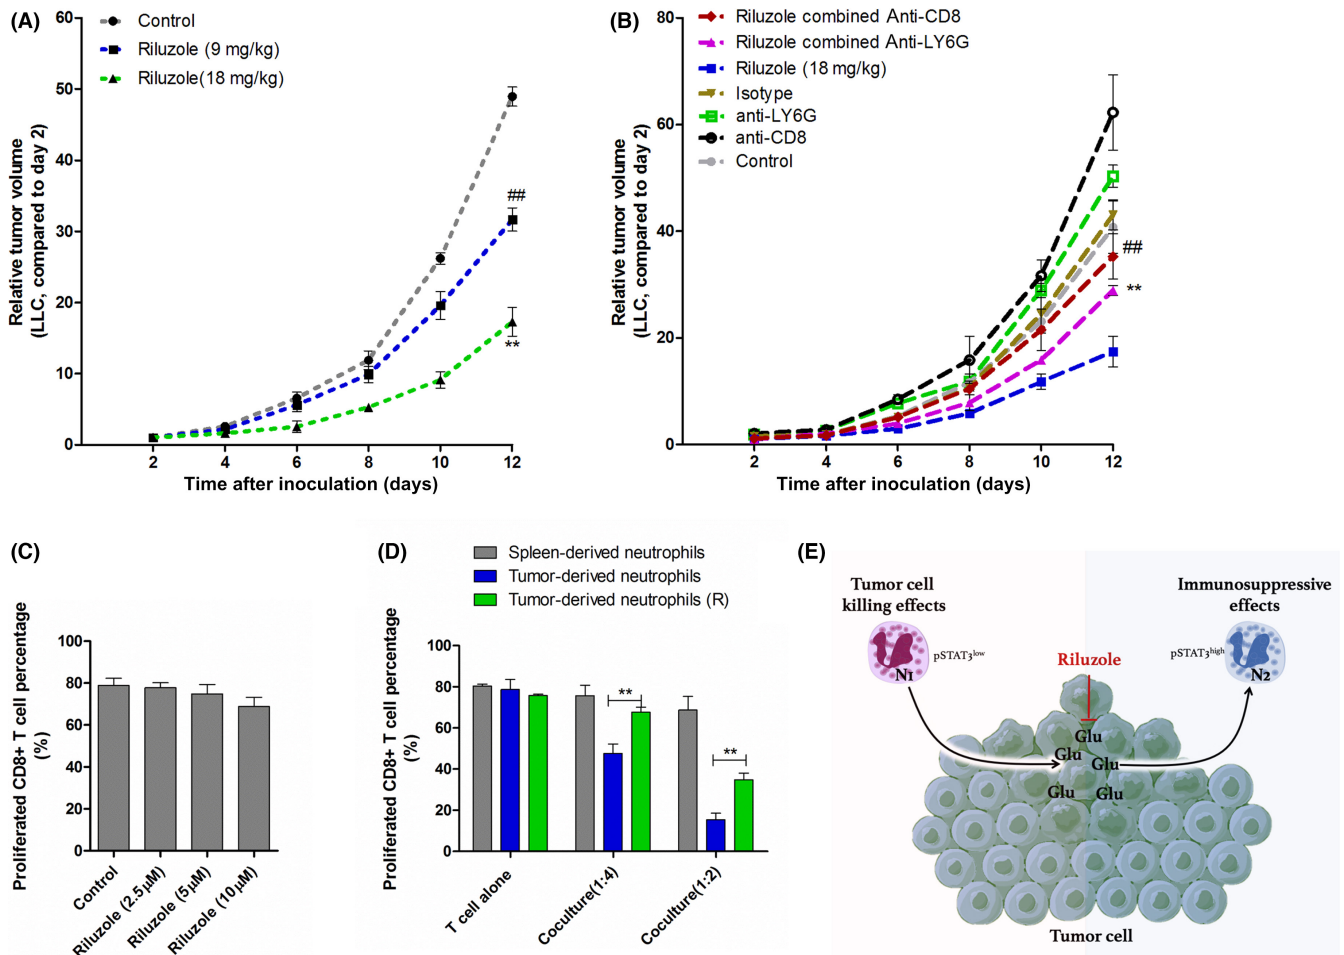 (A)
Relative tumor volume
(LLC, compared to day 2)
60
50
40
30
20
10
0
Control
Riluzole (9 mg/kg)
Riluzole(18 mg/kg)
##
**
2 4 6 8 10 12
Time after inoculation (days)
(B)
Relative tumor volume
(LLC, compared to day 2)
80
60
40
20
0
Riluzole combined Anti-CD8
Riluzole combined Anti-LY6G
Riluzole (18 mg/kg)
Isotype
anti-LY6G
anti-CD8
Control
##
**
2 4 6 8 10 12
Time after inoculation (days)
(C)
Proliferated CD8+ T cell percentage
(%)
100
80
60
40
20
0
Control
Riluzole (2.5 μM)
Riluzole (5 μM)
Riluzole (10 μM)
(D)
Spleen-derived neutrophils
Tumor-derived neutrophils
Tumor-derived neutrophils (R)
Proliferated CD8+ T cell percentage
(%)
100
80
60
40
20
0
**
**
T cell alone
Coculture(1:4)
Coculture(1:2)
(E)
Tumor cell
killing effects
Immunosuppressive
effects
N1
pSTAT3low
Riluzole
pSTAT3high
N2
Glu
Glu
Glu
Glu
Glu
Tumor cell